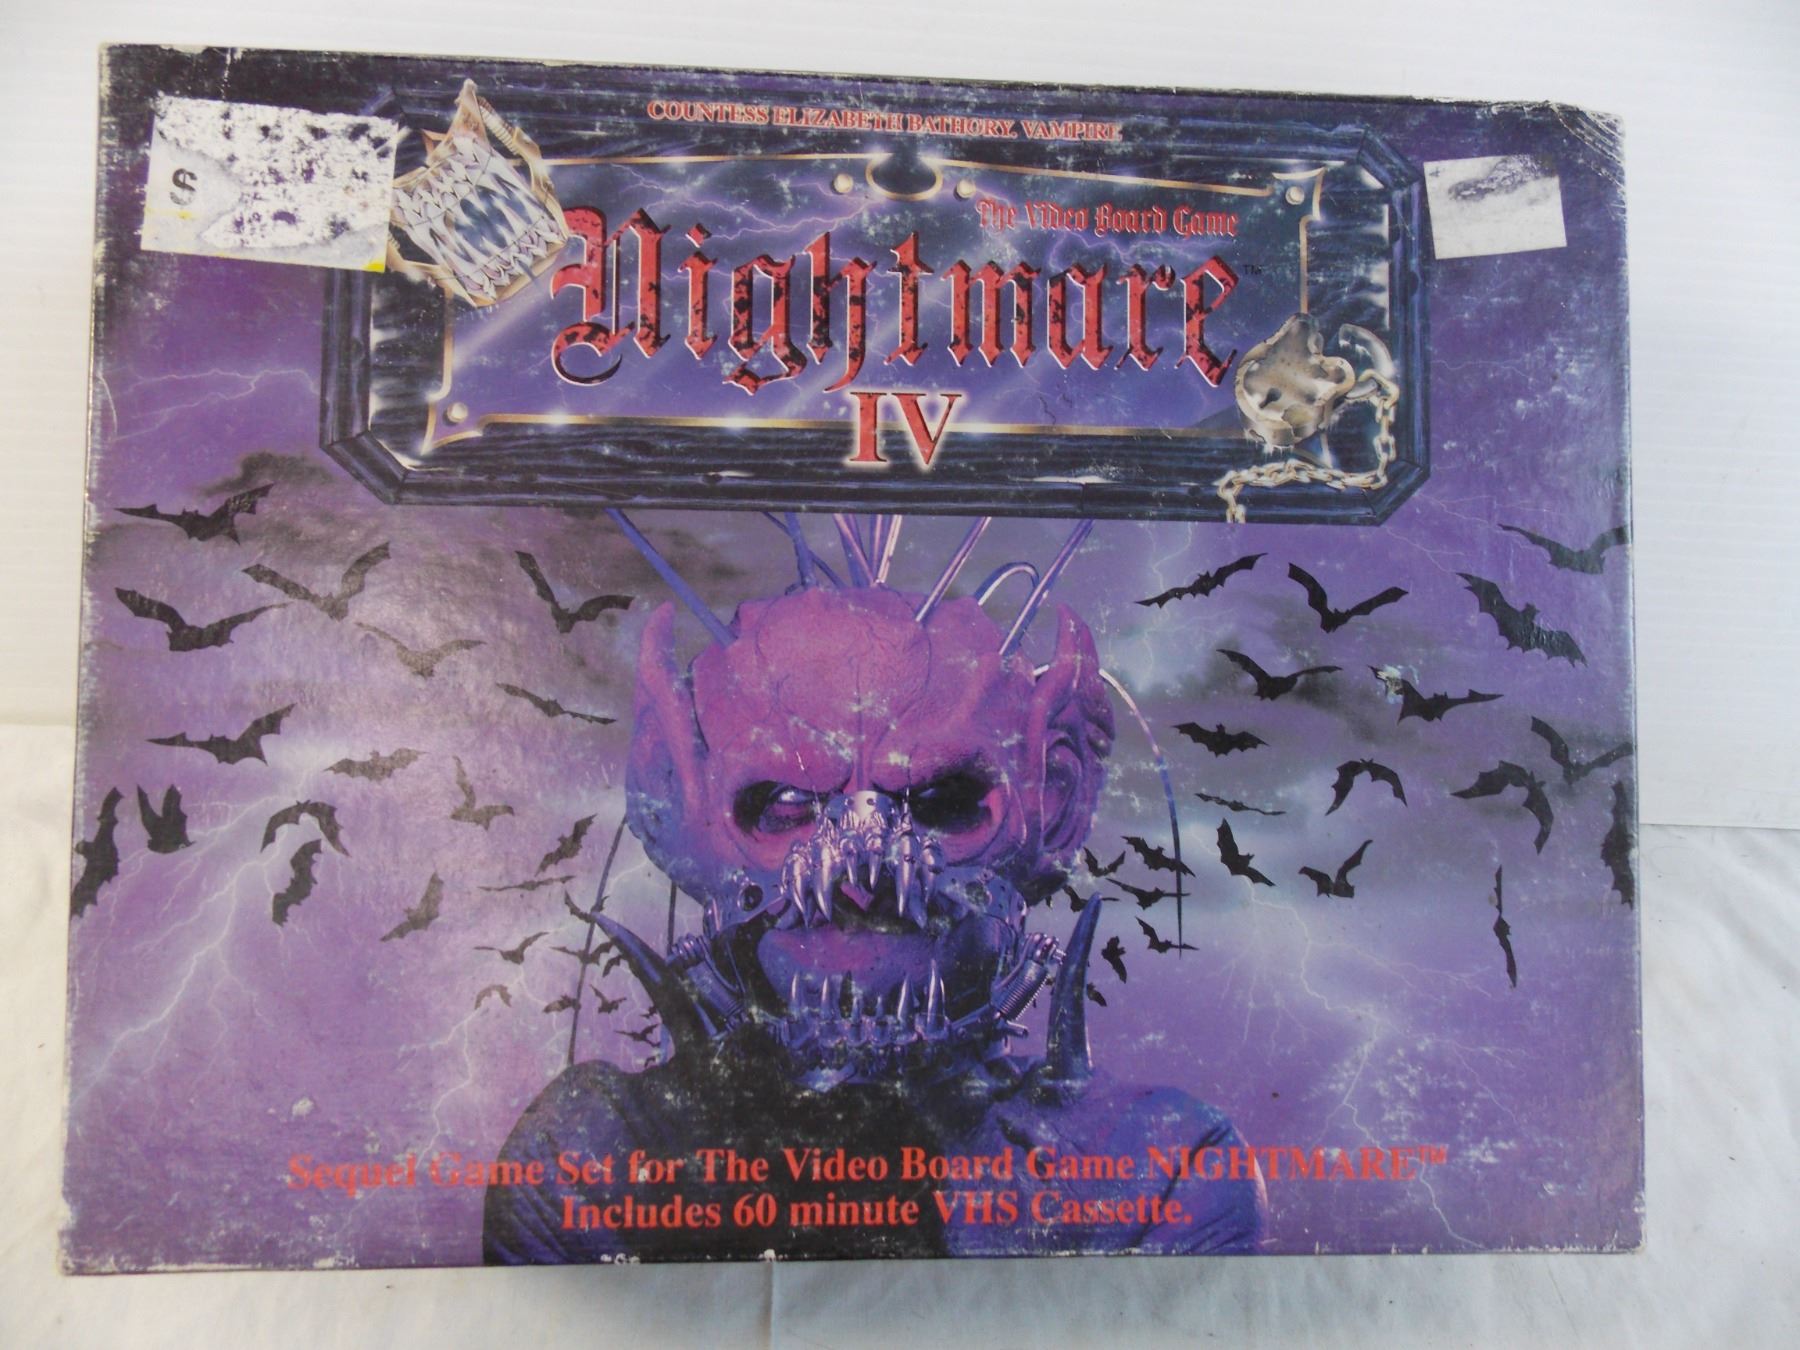 COUNTESS ELIZABETH BATHORY, VAMPIRE
The Video Board Game
Nightmare™
IV
$
Sequel Game Set for The Video Board Game NIGHTMARE™
Includes 60 minute VHS Cassette.